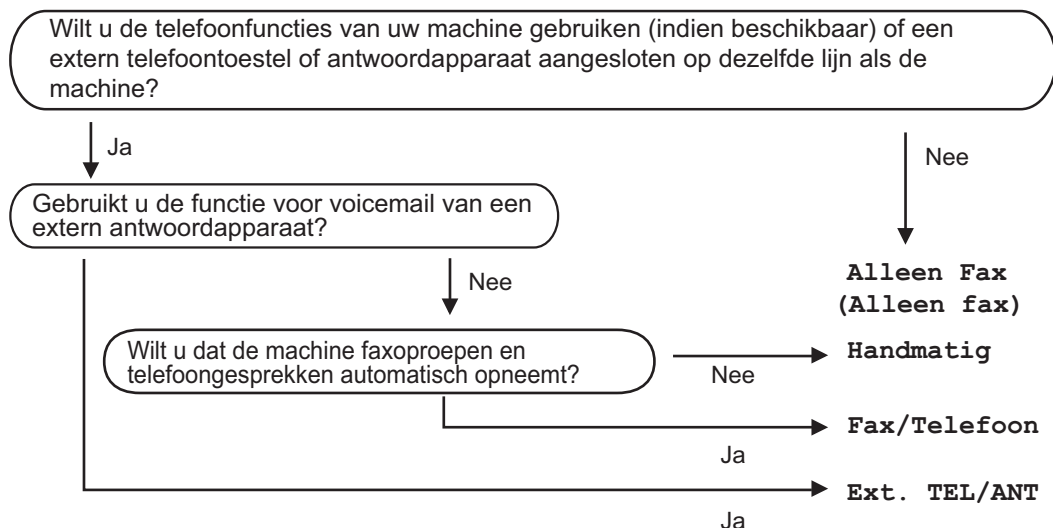 Wilt u de telefoonfuncties van uw machine gebruiken (indien beschikbaar) of een
extern telefoontoestel of antwoordapparaat aangesloten op dezelfde lijn als de
machine?
Ja
Nee
Gebruikt u de functie voor voicemail van een
extern antwoordapparaat?
Nee
Alleen Fax
(Alleen fax)
Wilt u dat de machine faxoproepen en
telefoongesprekken automatisch opneemt?
Nee
Handmatig
Ja
Fax/Telefoon
Ja
Ext. TEL/ANT